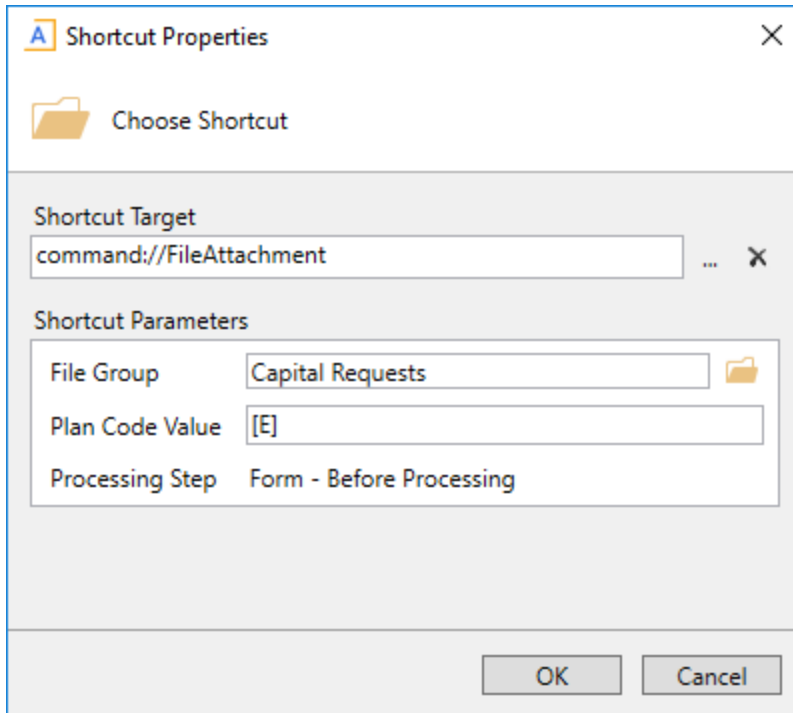 A Shortcut Properties
Choose Shortcut
Shortcut Target
command://FileAttachment
...
Shortcut Parameters
File Group Capital Requests
Plan Code Value [E]
Processing Step Form - Before Processing
OK Cancel